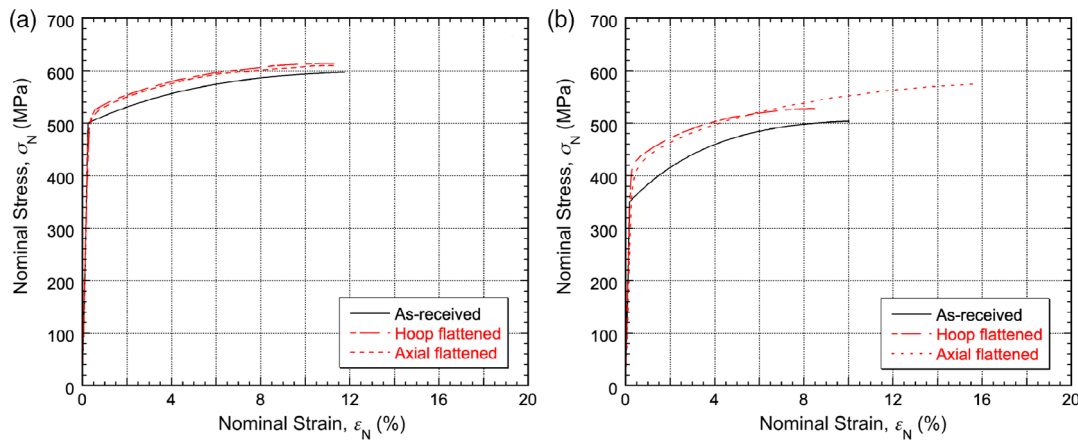 (a)
700
600
500
400
300
200
100
0
Nominal Stress, σN (MPa)
As-received
Hoop flattened
Axial flattened
0 4 8 12 16 20
Nominal Strain, εN (%)
(b)
700
600
500
400
300
200
100
0
Nominal Stress, σN (MPa)
As-received
Hoop flattened
Axial flattened
0 4 8 12 16 20
Nominal Strain, εN (%)